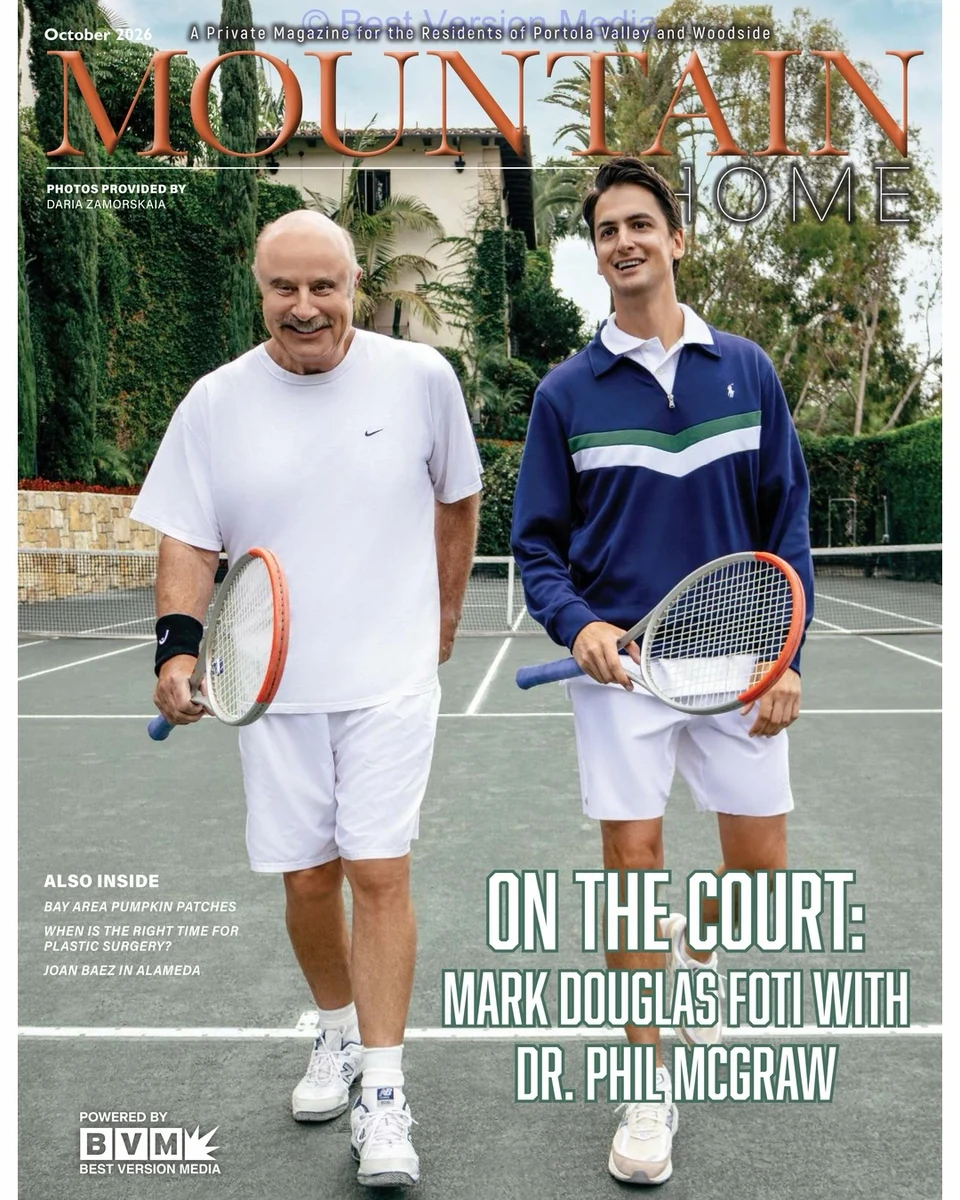 © Best Version Media
October 2026
A Private Magazine for the Residents of Portola Valley and Woodside
MOUNTAIN
HOME
PHOTOS PROVIDED BY
DARIA ZAMORSKAIA
ALSO INSIDE
BAY AREA PUMPKIN PATCHES
WHEN IS THE RIGHT TIME FOR
PLASTIC SURGERY?
JOAN BAEZ IN ALAMEDA
ON THE COURT:
MARK DOUGLAS FOTI WITH
DR. PHIL MCGRAW
POWERED BY
BVM
BEST VERSION MEDIA